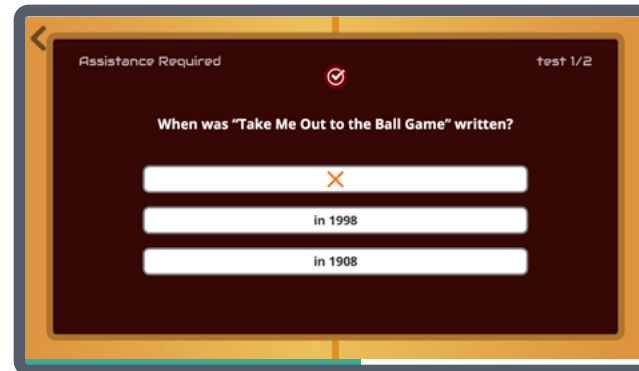 Assistance Required
test 1/2
When was “Take Me Out to the Ball Game” written?
in 1998
in 1908